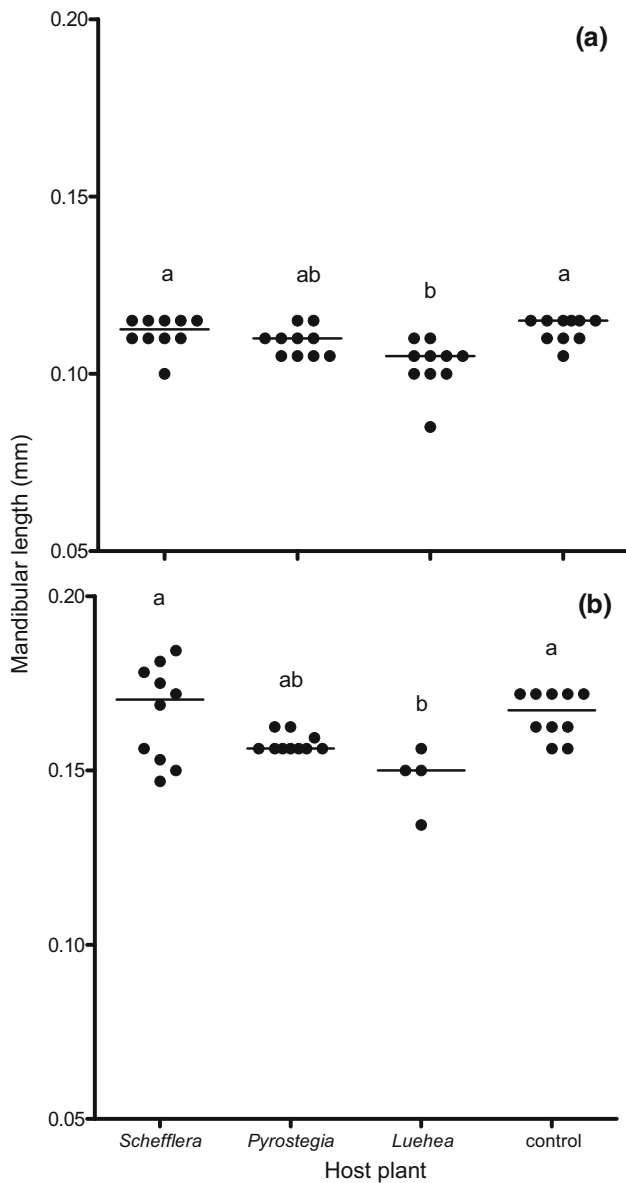 0.20
(a)
0.15
a
ab
b
a
0.10
0.05
Mandibular length (mm)
0.20
(b)
a
ab
b
a
0.15
0.10
0.05
Schefflera Pyrostegia Luehea control
Host plant